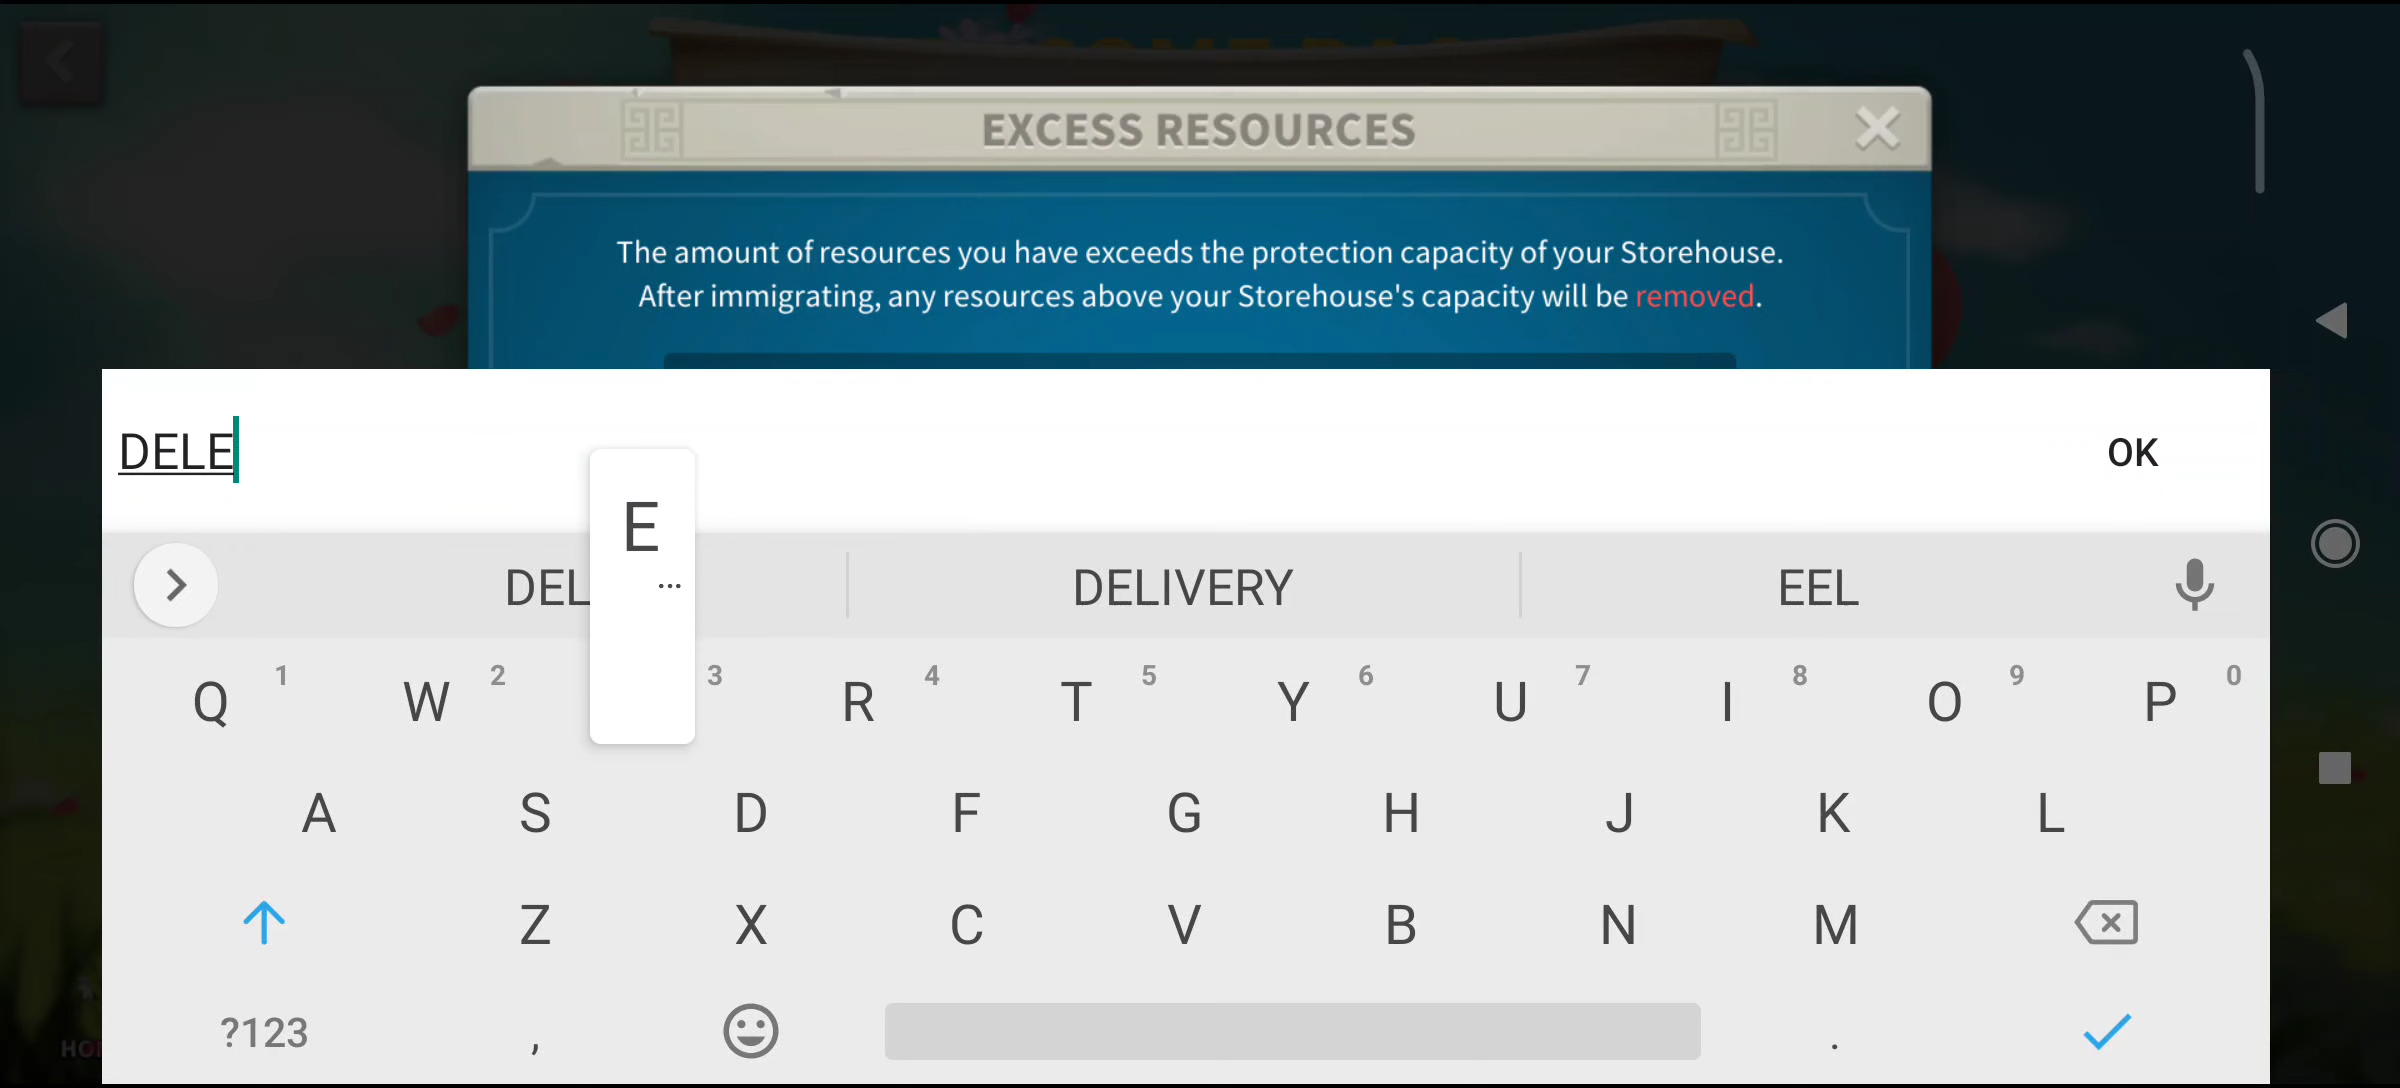 EXCESS RESOURCES
The amount of resources you have exceeds the protection capacity of your Storehouse.
After immigrating, any resources above your Storehouse's capacity will be removed.
DELE
OK
E
...
DEL
DELIVERY
EEL
Q 1 W 2 3 R 4 T 5 Y 6 U 7 I 8 O 9 P 0
A S D F G H J K L
Z X C V B N M
?123 , .